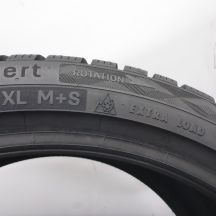 ert ROTATION
XL M+S EXTRA LOAD